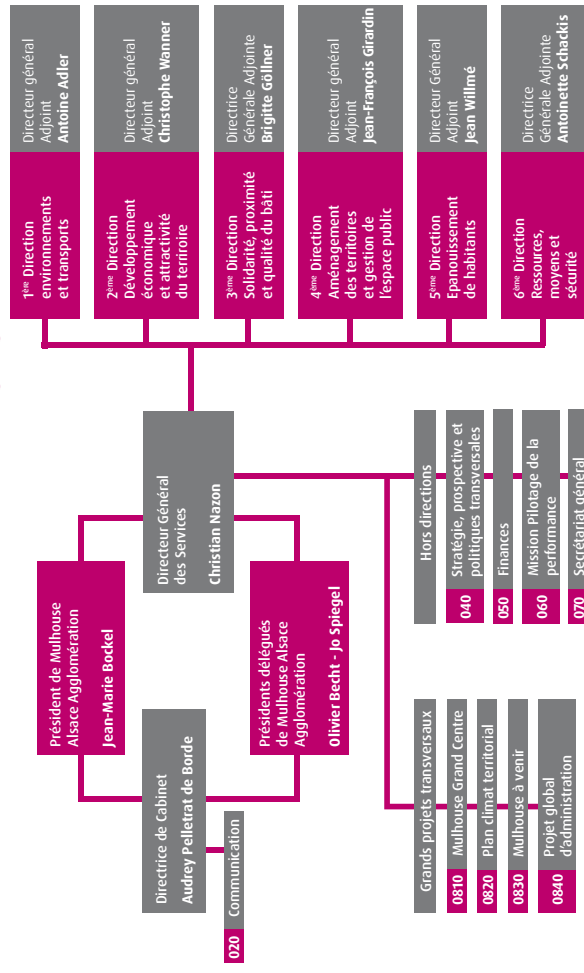 Président de Mulhouse
Alsace Agglomération
Jean-Marie Bockel
Directrice de Cabinet
Audrey Pelletrat de Borde
020 Communication
Présidents délégués
de Mulhouse Alsace
Agglomération
Olivier Becht - Jo Spiegel
Directeur Général
des Services
Christian Nazon
1ère Direction
environnements
et transports
Directeur général
Adjoint
Antoine Adler
2ème Direction
Développement
économique
et attractivité
du terriroire
Directeur général
Adjoint
Christophe Wanner
3ème Direction
Solidarité, proximité
et qualité du bâti
Directrice
Générale Adjointe
Brigitte Göllner
4ème Direction
Aménagement
des territoires
et gestion de
l'espace public
Directeur général
Adjoint
Jean-François Girardin
5ème Direction
Epanouissement
de habitants
Directeur Général
Adjoint
Jean Willmé
6ème Direction
Ressources,
moyens et
sécurité
Directrice
Générale Adjointe
Antoinette Schackis
Grands projets transversaux
0810 Mulhouse Grand Centre
0820 Plan climat territorial
0830 Mulhouse à venir
0840 Projet global
d'administration
Hors directions
040 Stratégie, prospective et
politiques transversales
050 Finances
060 Mission Pilotage de la
performance
070 Secrétariat général